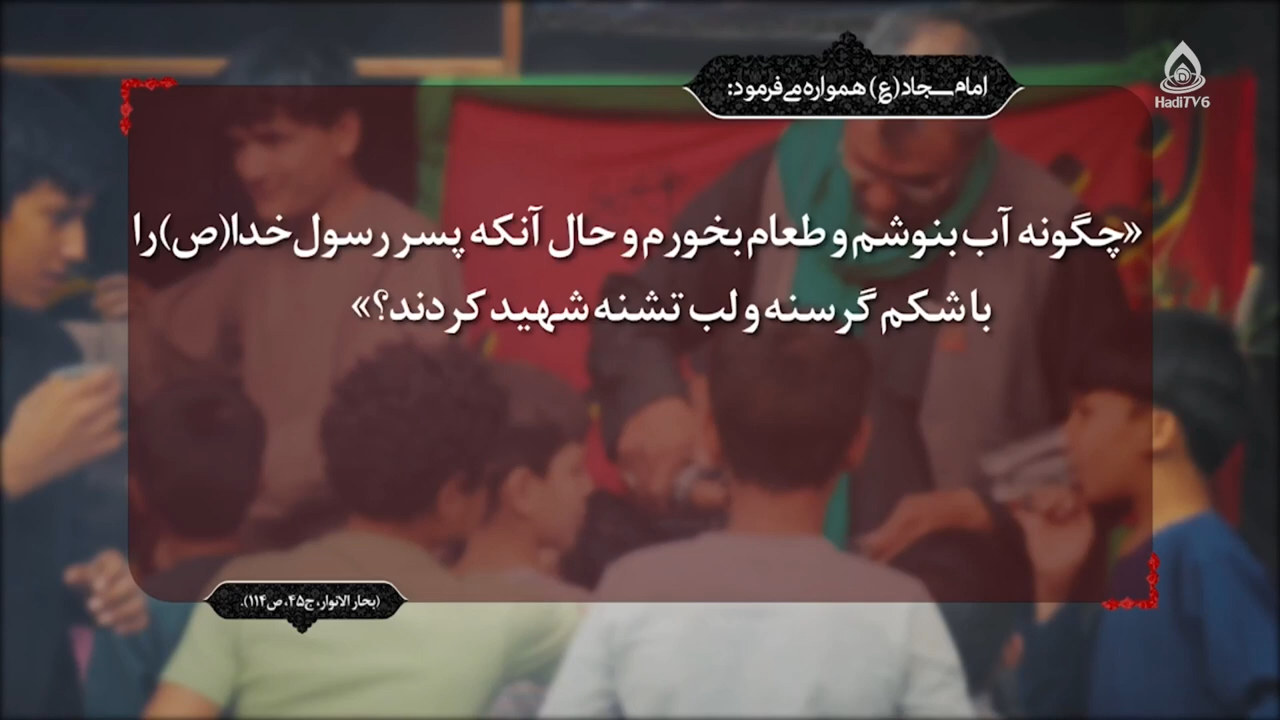 امام سجاد(ع) همواره می‌فرمود:
HadiTV6
«چگونه آب بنوشم و طعام بخورم و حال آنکه پسر رسول خدا(ص) را
با شکم گرسنه و لب تشنه شهید کردند؟»
(بحار الانوار، ج۴۵، ص۱۱۴).